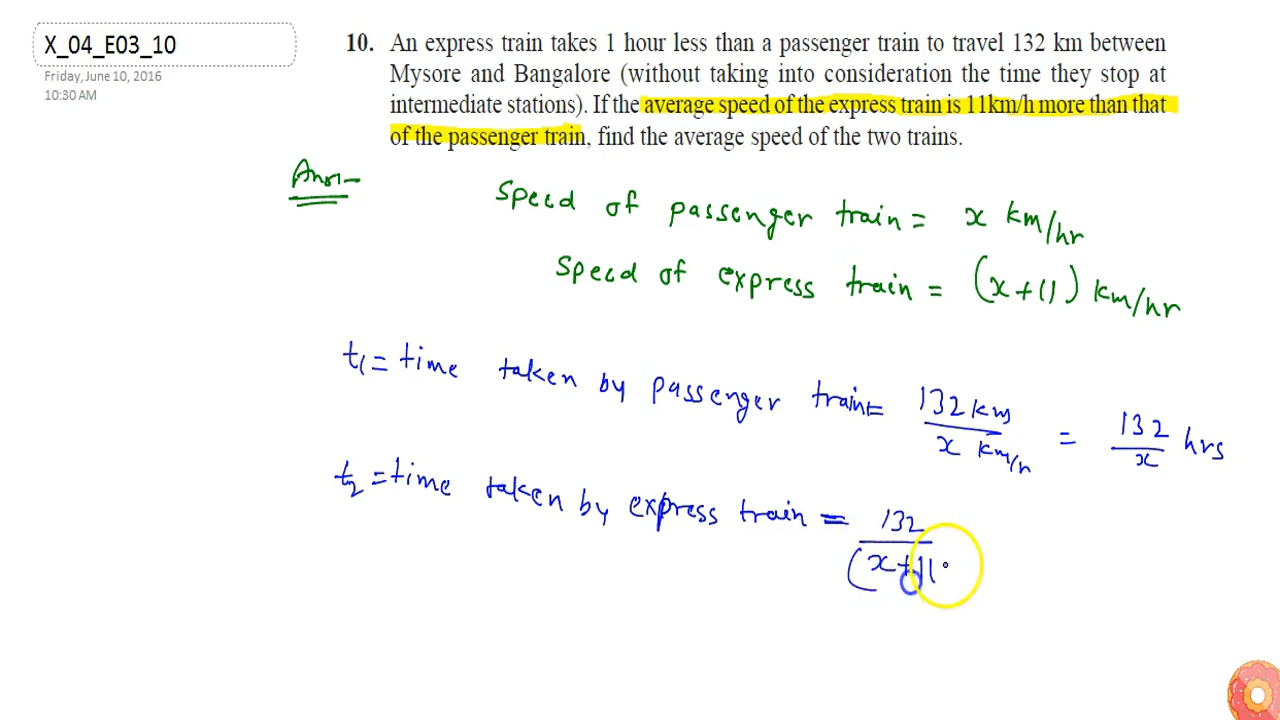 X_04_E03_10
Friday, June 10, 2016
10:30 AM
10. An express train takes 1 hour less than a passenger train to travel 132 km between
Mysore and Bangalore (without taking into consideration the time they stop at
intermediate stations). If the average speed of the express train is 11km/h more than that
of the passenger train, find the average speed of the two trains.
Ans:-
Speed of passenger train = x km/hr
Speed of express train = (x+11) km/hr
t1 = time taken by passenger train = 132 km / x km/h = 132 / x hrs
t2 = time taken by express train = 132 / (x+11